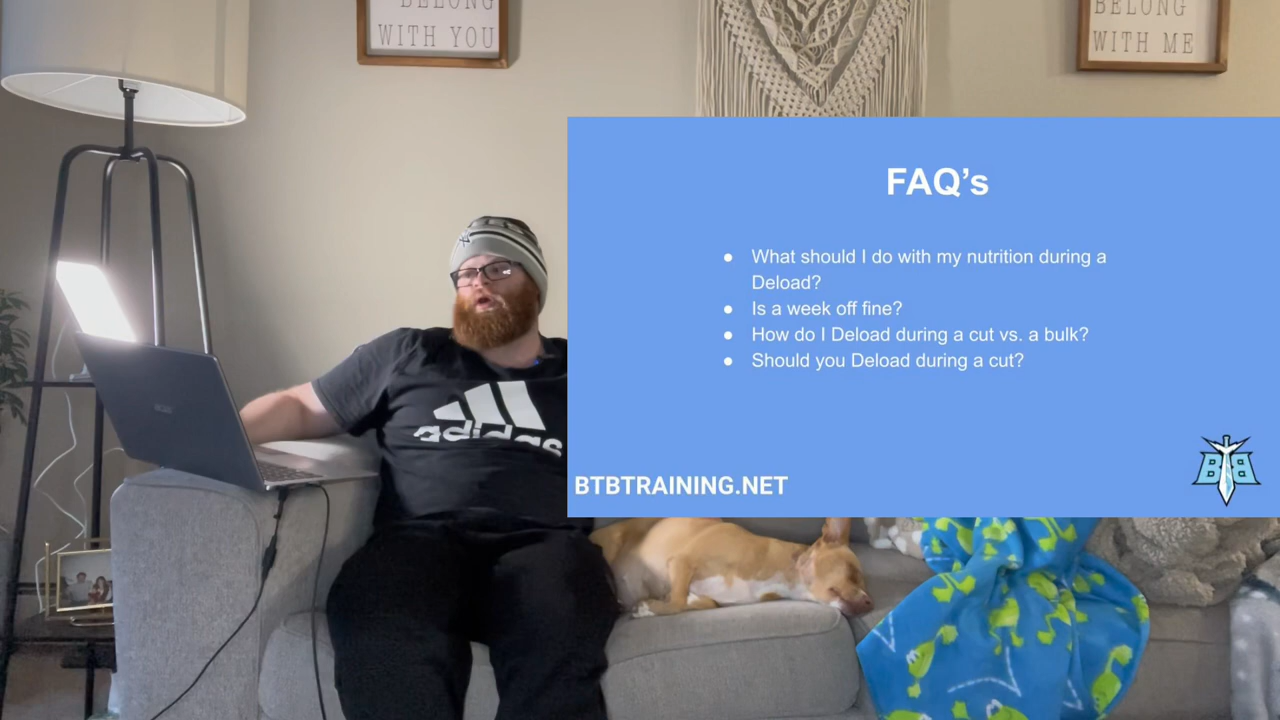 BELONG
WITH YOU
BELONG
WITH ME
FAQ's
● What should I do with my nutrition during a
Deload?
● Is a week off fine?
● How do I Deload during a cut vs. a bulk?
● Should you Deload during a cut?
adidas
BTB
BTBTRAINING.NET